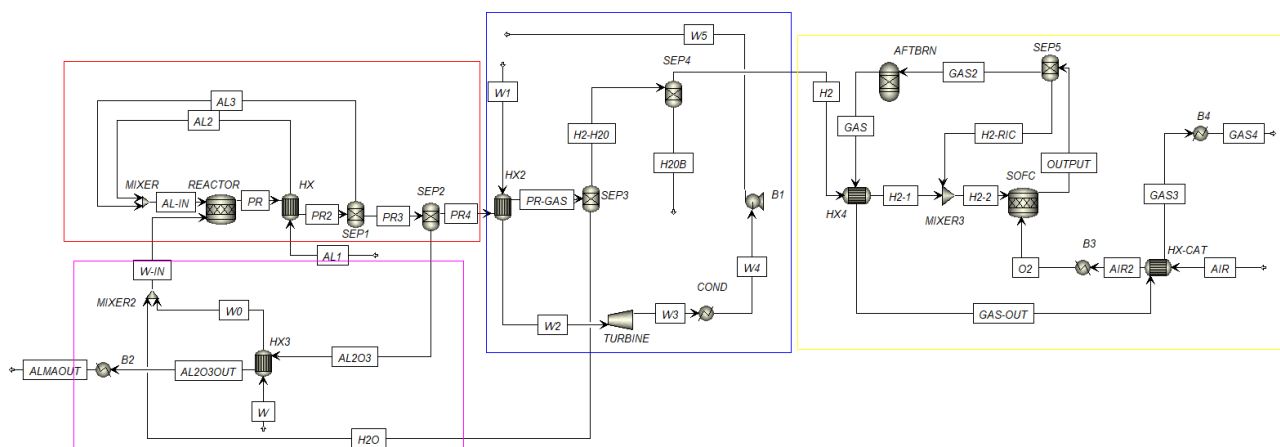 W5
SEP4
AFTBRN
SEP5
GAS2
W1
H2
B4
AL3
GAS
GAS4
AL2
H2-H20
H2-RIC
OUTPUT
H20B
MIXER
REACTOR
HX
HX2
SOFC
GAS3
AL-IN
PR
SEP2
PR-GAS
B1
H2-1
H2-2
PR2
PR3
PR4
SEP3
HX4
SEP1
MIXER3
B3
HX-CAT
AL1
O2
AIR2
AIR
W-IN
W4
MIXER2
COND
W0
GAS-OUT
W2
W3
TURBINE
HX3
B2
AL2O3
ALMAOUT
AL2O3OUT
W
H2O